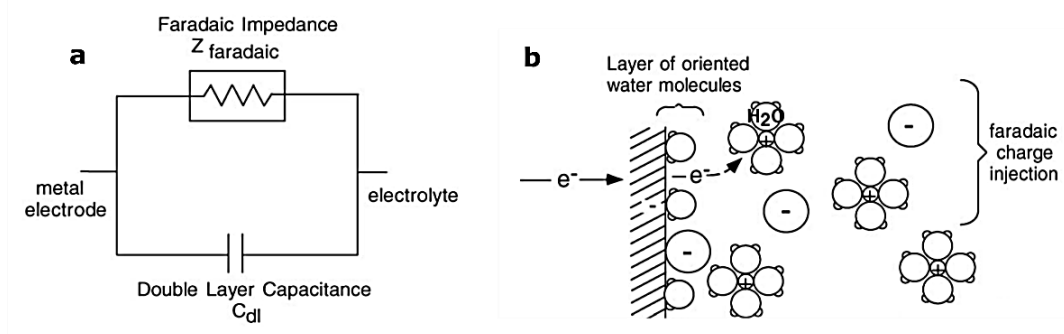 a
Faradaic Impedance
Z faradaic
metal
electrode
electrolyte
Double Layer Capacitance
Cdl
b
Layer of oriented
water molecules
H2O
+
-
e-
e-
-
-
+
-
+
+
faradaic
charge
injection